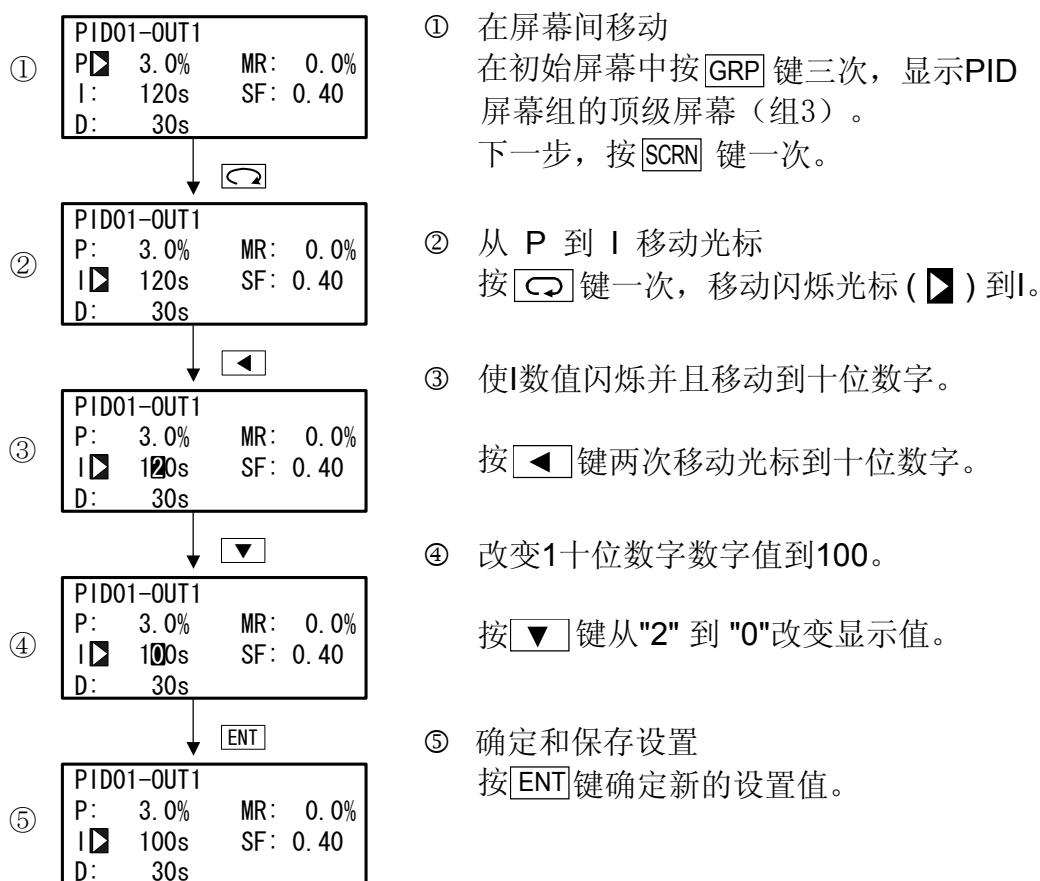 ①
PID01-OUT1
P▶ 3.0% MR: 0.0%
I: 120s SF: 0.40
D: 30s
① 在屏幕间移动
在初始屏幕中按 GRP 键三次，显示PID
屏幕组的顶级屏幕（组3）。
下一步，按 SCRN 键一次。
②
PID01-OUT1
P: 3.0% MR: 0.0%
I▶ 120s SF: 0.40
D: 30s
② 从 P 到 I 移动光标
按 键一次，移动闪烁光标 ( ▶ ) 到I。
◀
③
PID01-OUT1
P: 3.0% MR: 0.0%
I▶ 120s SF: 0.40
D: 30s
③ 使I数值闪烁并且移动到十位数字。
按 ◀ 键两次移动光标到十位数字。
▼
④
PID01-OUT1
P: 3.0% MR: 0.0%
I▶ 100s SF: 0.40
D: 30s
④ 改变1十位数字数字值到100。
按 ▼ 键从"2" 到 "0"改变显示值。
ENT
⑤
PID01-OUT1
P: 3.0% MR: 0.0%
I▶ 100s SF: 0.40
D: 30s
⑤ 确定和保存设置
按 ENT 键确定新的设置值。